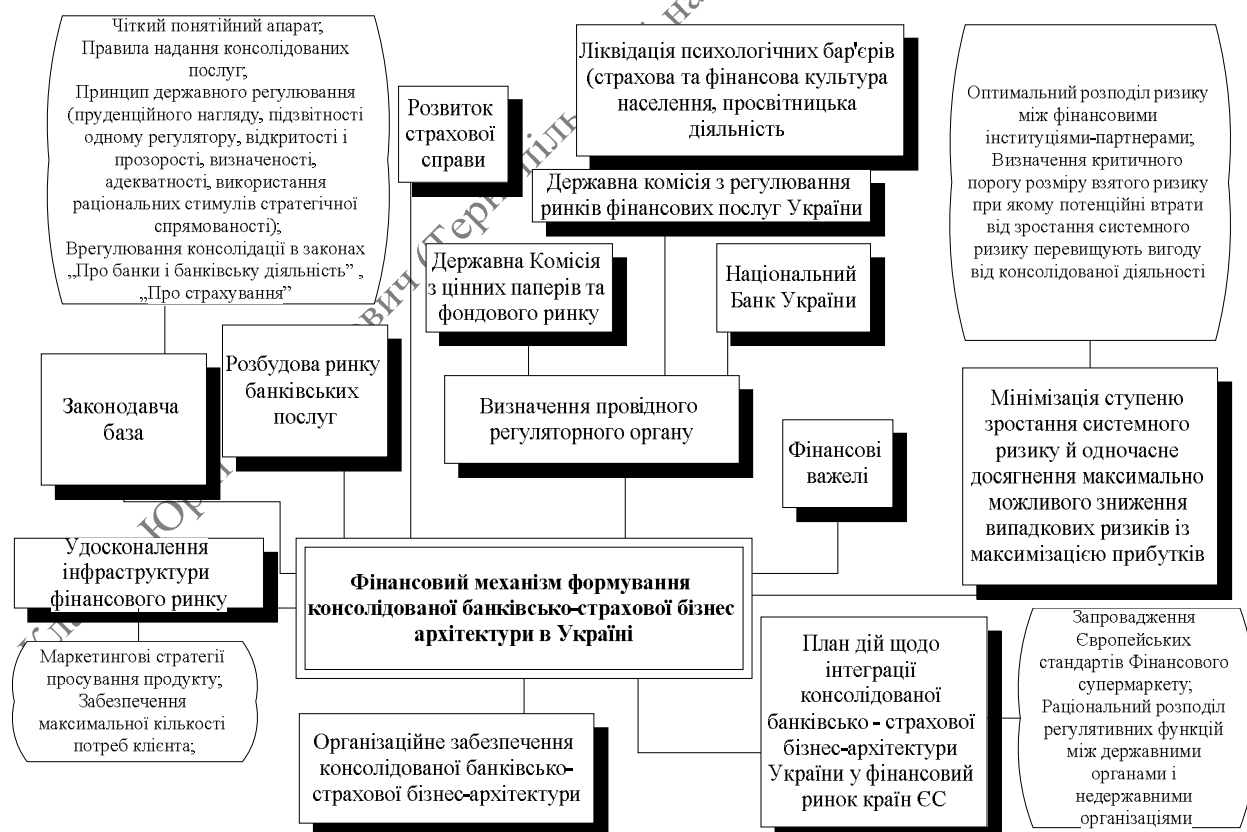 Чіткий понятійний апарат;
Правила надання консолідованих
послуг;
Принцип державного регулювання
(пруденційного нагляду, підзвітності
одному регулятору, відкритості і
прозорості, визначеності,
адекватності, використання
раціональних стимулів стратегічної
спрямованості);
Врегулювання консолідації в законах
„Про банки і банківську діяльність” ,
„Про страхування”
Розвиток
страхової
справи
Ліквідація психологічних бар'єрів
(страхова та фінансова культура
населення, просвітницька
діяльність
Державна комісія з регулювання
ринків фінансових послуг України
Державна Комісія
з цінних паперів та
фондового ринку
Національний
Банк України
Оптимальний розподіл ризику
між фінансовими
інституціями-партнерами;
Визначення критичного
порогу розміру взятого ризику
при якому потенційні втрати
від зростання системного
ризику перевищують вигоду
від консолідованої діяльності
Законодавча
база
Розбудова ринку
банківських
послуг
Визначення провідного
регуляторного органу
Фінансові
важелі
Мінімізація ступеню
зростання системного
ризику й одночасне
досягнення максимально
можливого зниження
випадкових ризиків із
максимізацією прибутків
Удосконалення
інфраструктури
фінансового ринку
Фінансовий механізм формування
консолідованої банківсько-страхової бізнес
архітектури в Україні
Маркетингові стратегії
просування продукту;
Забезпечення
максимальної кількості
потреб клієнта;
Організаційне забезпечення
консолідованої банківсько-
страхової бізнес-архітектури
План дій щодо
інтеграції
консолідованої
банківсько - страхової
бізнес-архітектури
України у фінансовий
ринок країн ЄС
Запровадження
Європейських
стандартів Фінансового
супермаркету;
Раціональний розподіл
регулятивних функцій
між державними
органами і
недержавними
організаціями